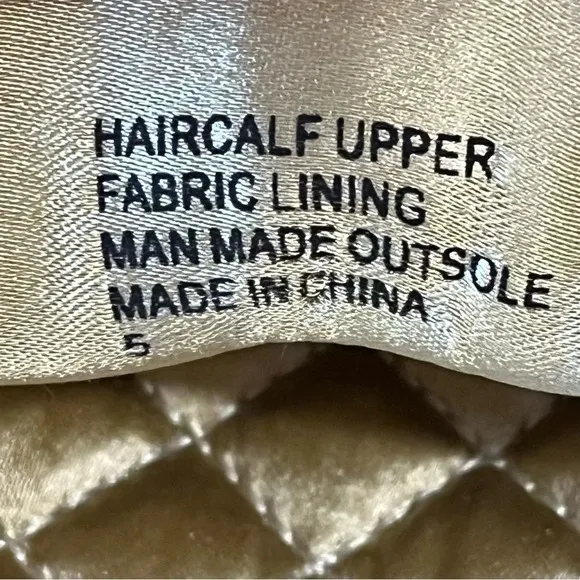 HAIRCALF UPPER
FABRIC LINING
MAN MADE OUTSOLE
MADE IN CHINA
5